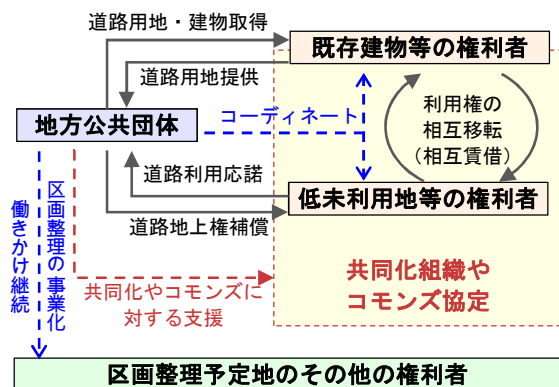 道路用地・建物取得
既存建物等の権利者
道路用地提供
コーディネート
利用権の
相互移転
（相互賃借）
地方公共団体
道路利用応諾
低未利用地等の権利者
道路地上権補償
区画整理の事業化
働きかけ継続
共同化やコモンズに
対する支援
共同化組織や
コモンズ協定
区画整理予定地のその他の権利者